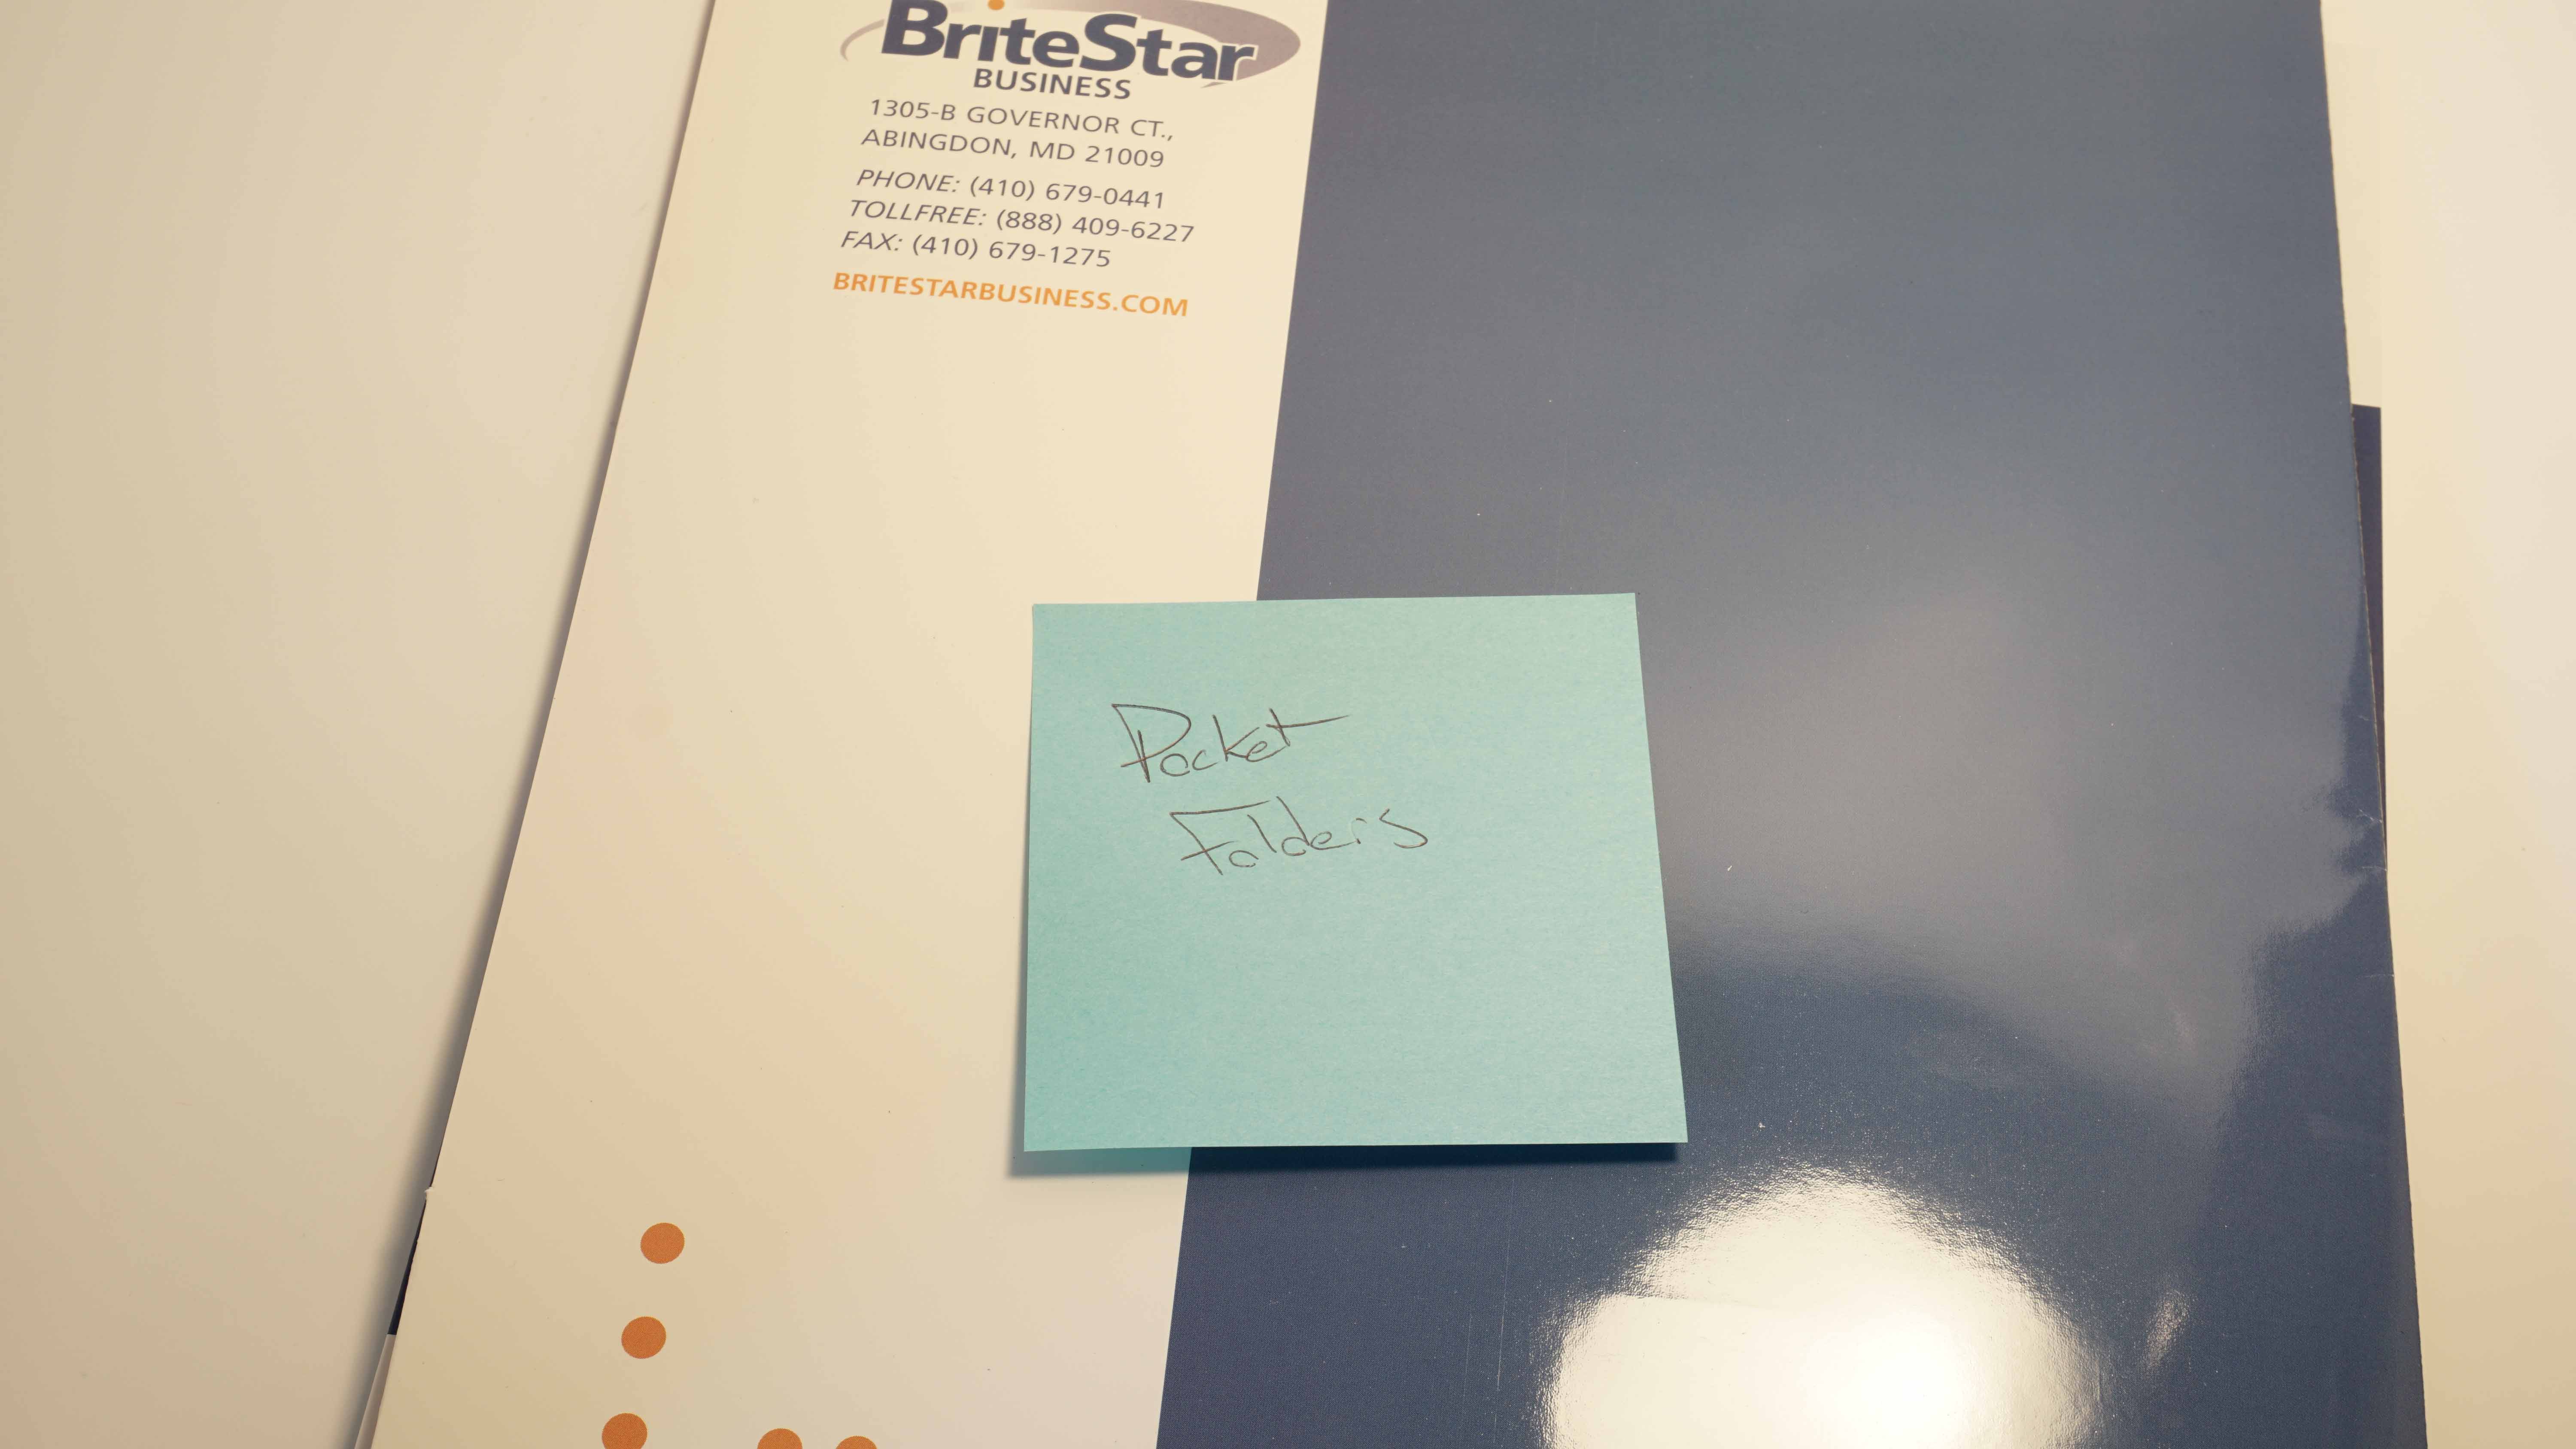 BriteStar
BUSINESS
1305-B GOVERNOR CT.,
ABINGDON, MD 21009
PHONE: (410) 679-0441
TOLLFREE: (888) 409-6227
FAX: (410) 679-1275
BRITESTARBUSINESS.COM
Pocket
Folders